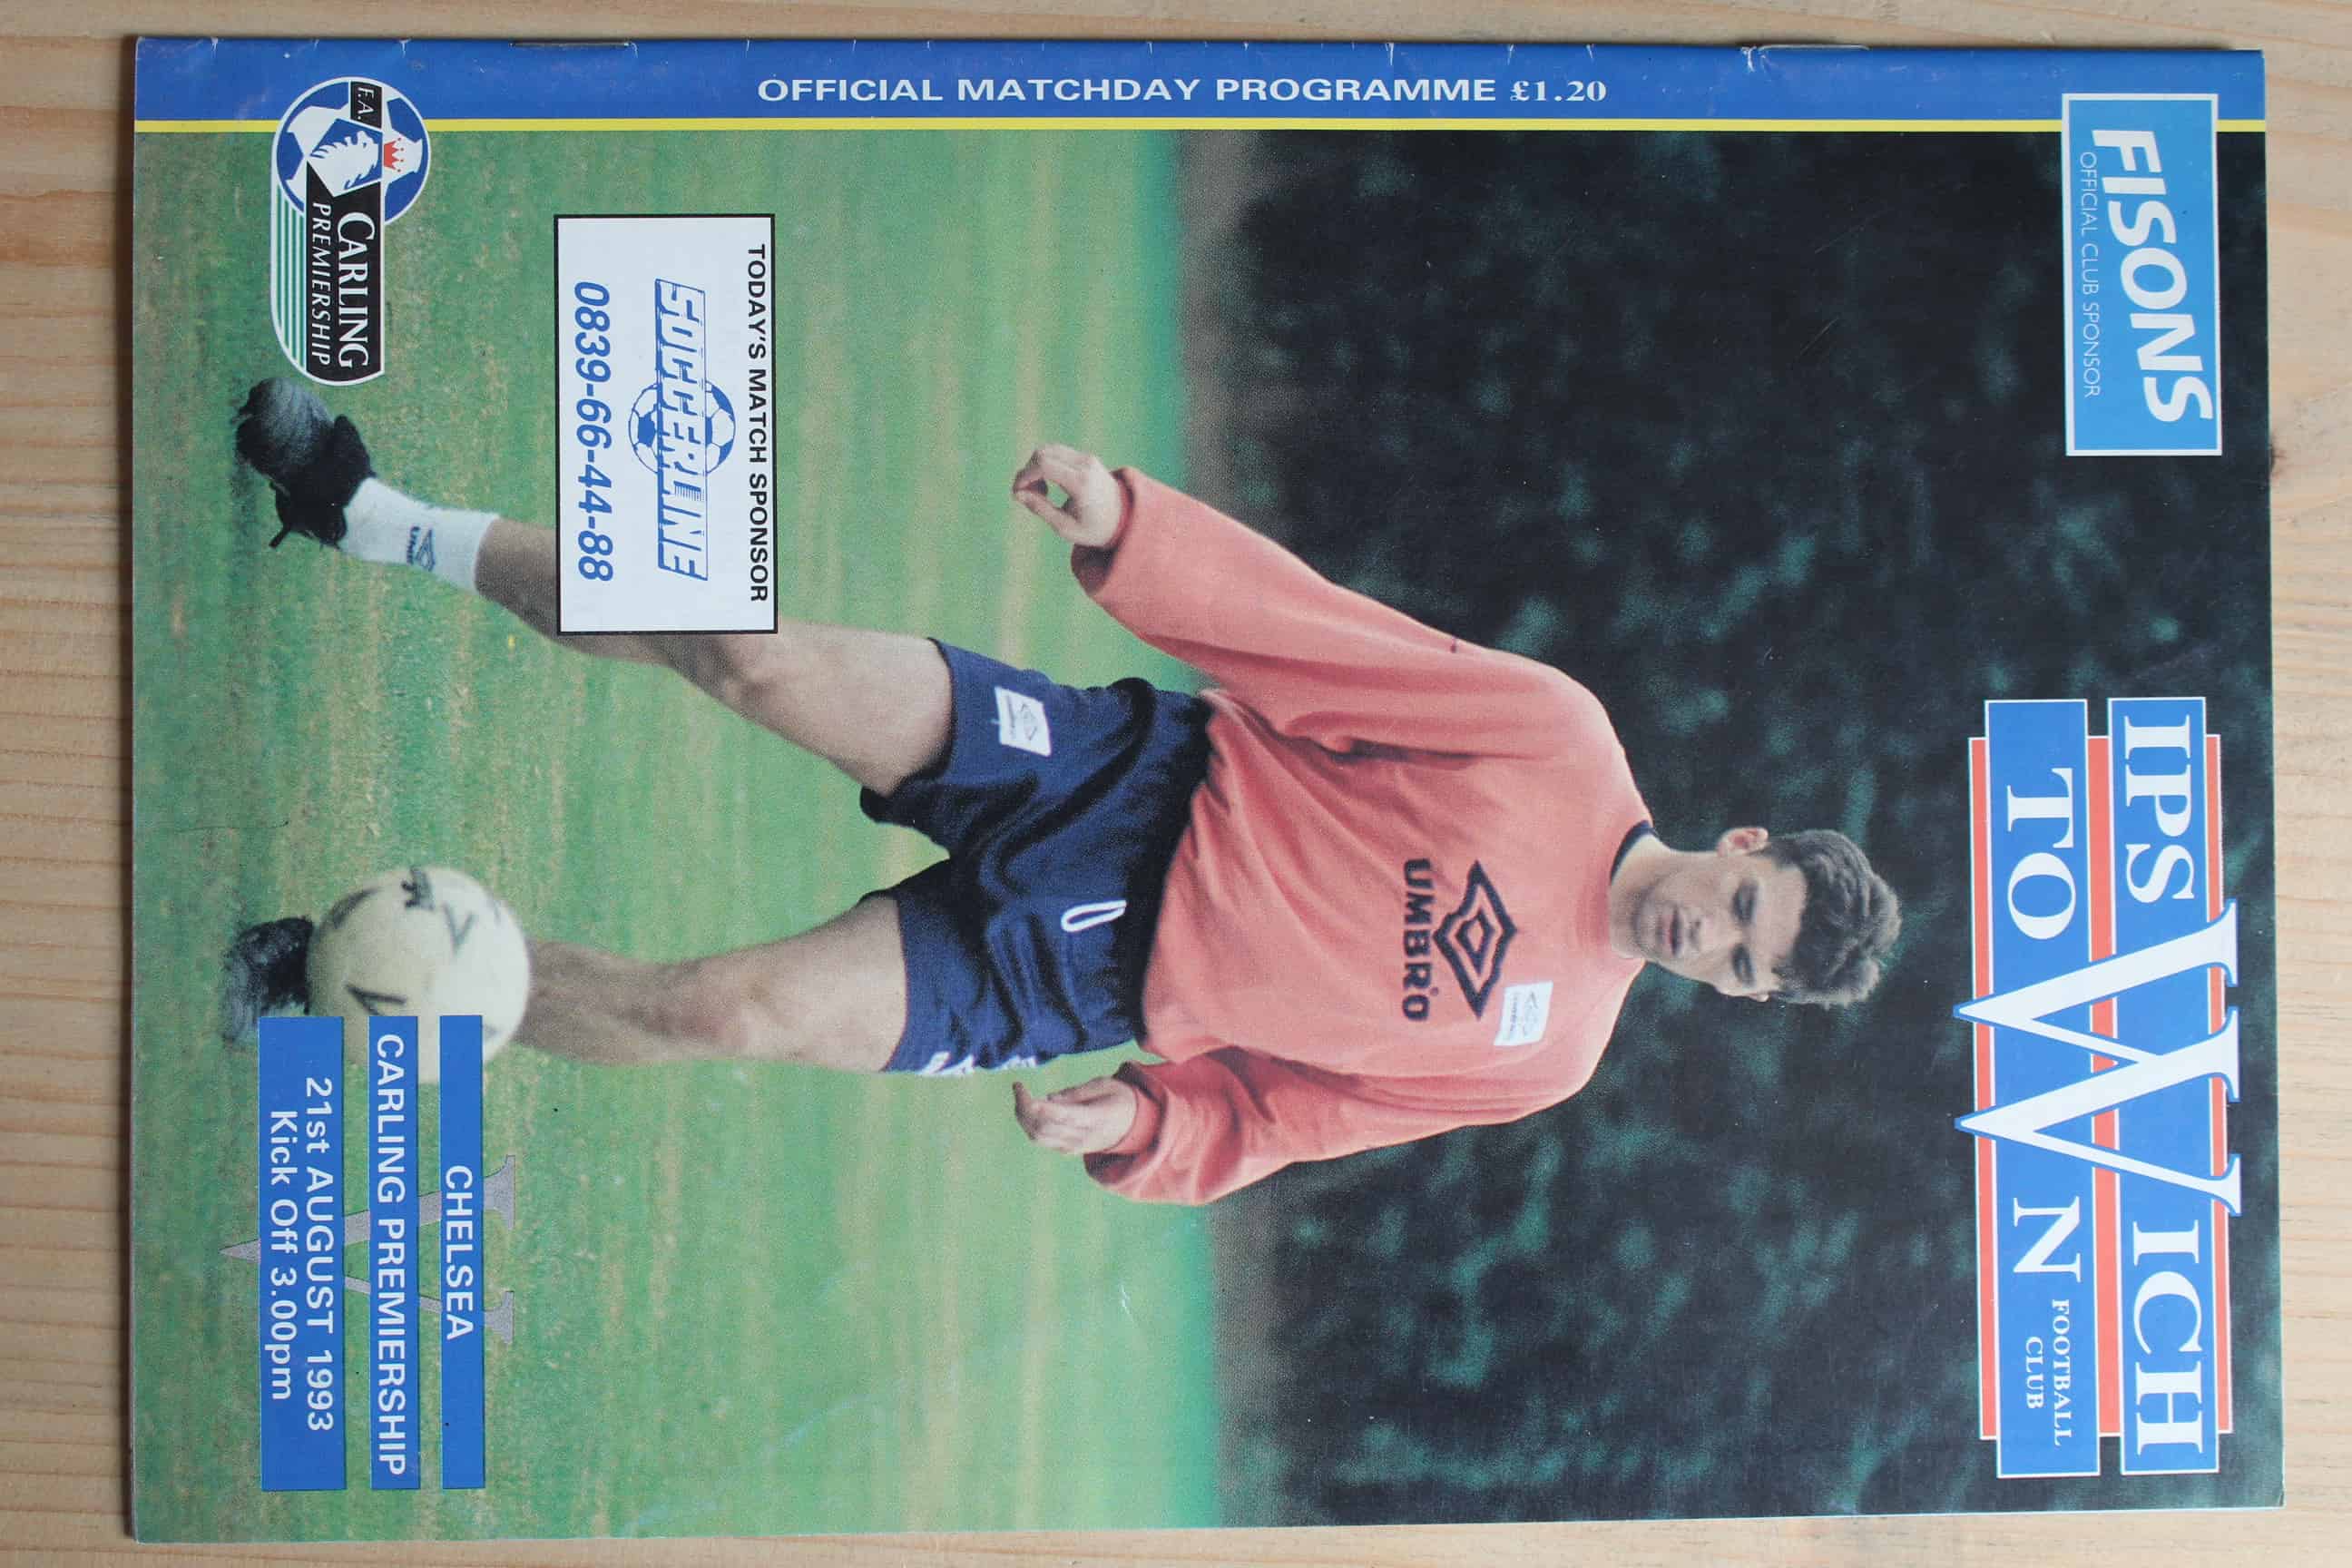 OFFICIAL MATCHDAY PROGRAMME £1.20
FISONS
OFFICIAL CLUB SPONSOR
IPSWICH
TOWN
FOOTBALL
CLUB
UMBRO
TODAY'S MATCH SPONSOR
SOCCERLINE
0839-66-44-88
F.A.
CARLING
PREMIERSHIP
V
CHELSEA
CARLING PREMIERSHIP
21st AUGUST 1993
Kick Off 3.00pm